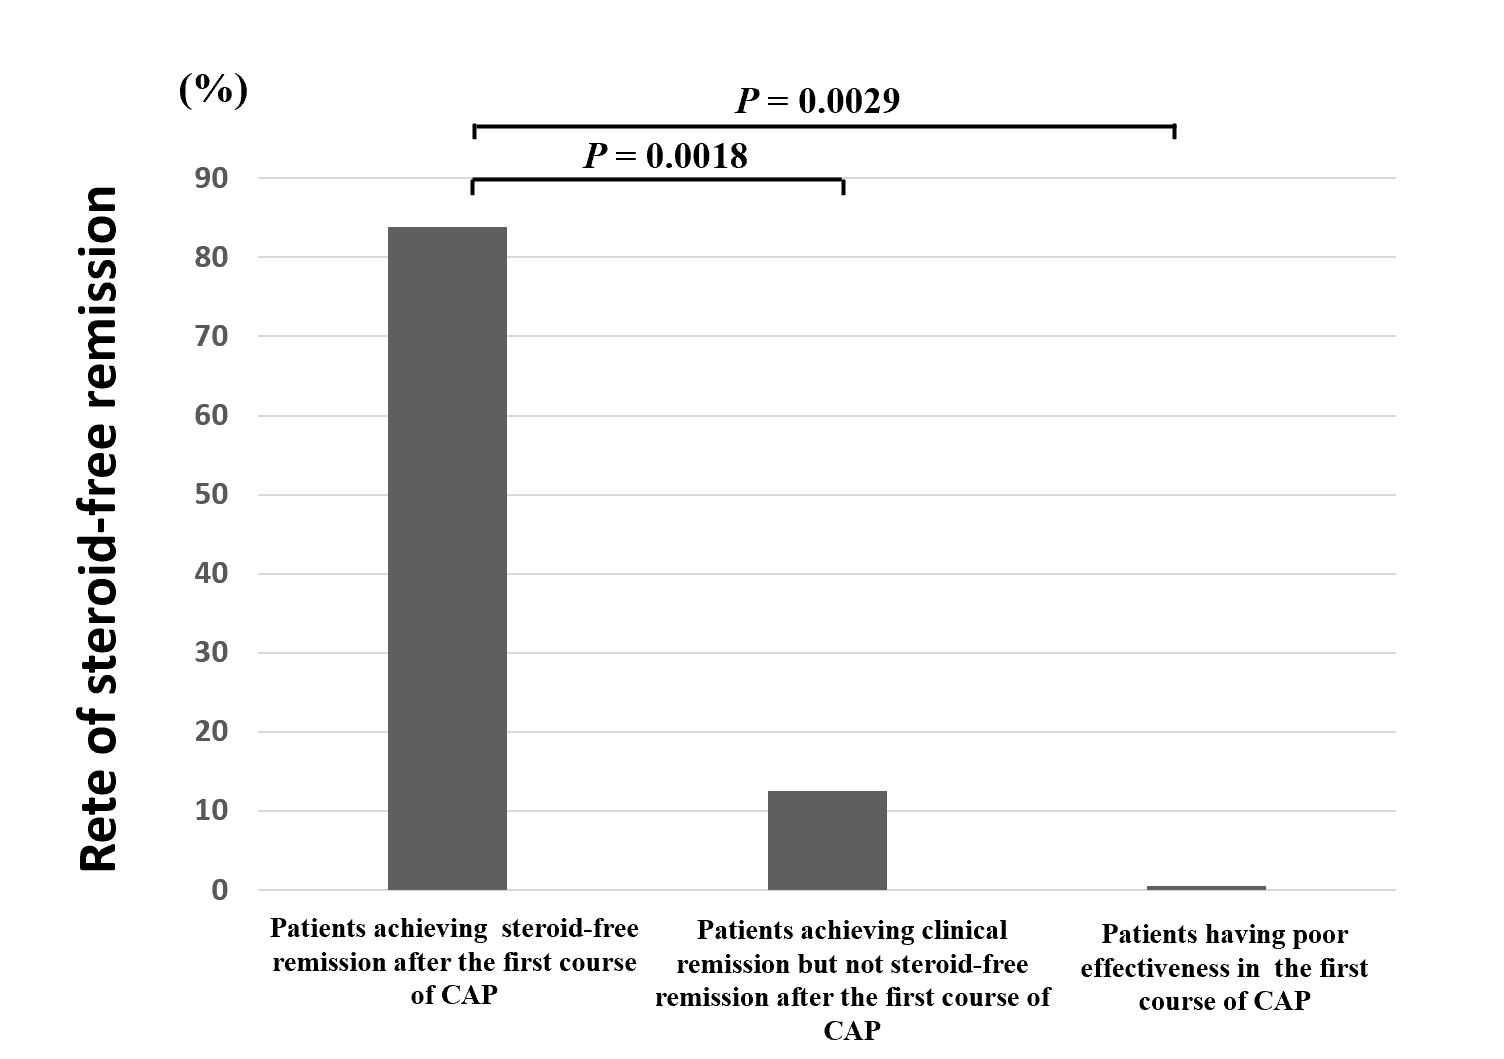 (%)
P = 0.0029
P = 0.0018
Rete of steroid-free remission
90
80
70
60
50
40
30
20
10
0
Patients achieving steroid-free
remission after the first course
of CAP
Patients achieving clinical
remission but not steroid-free
remission after the first course of
CAP
Patients having poor
effectiveness in the first
course of CAP